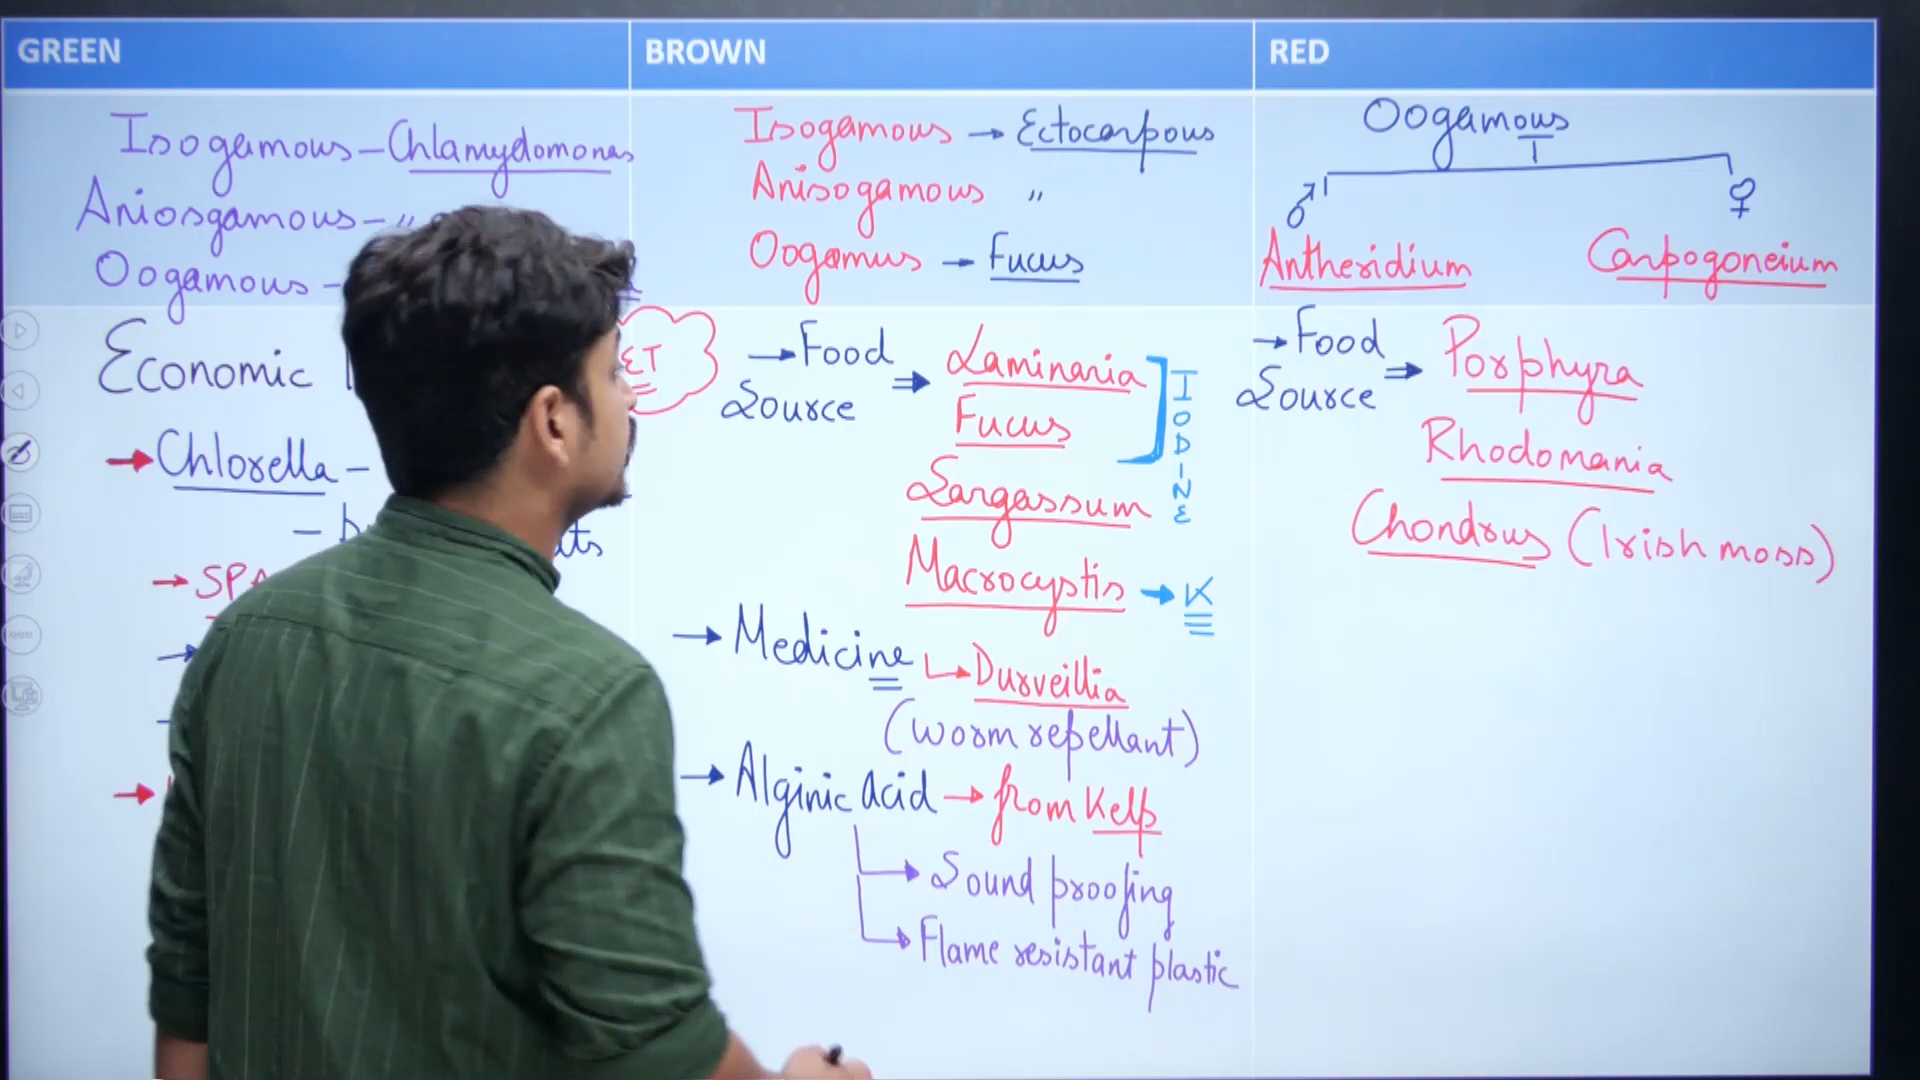 GREEN
BROWN
RED
Isogamous – Chlamydomonas
Aniosgamous – "
Oogamous –
Economic
Chlorella –
Isogamous → Ectocarpous
Anisogamous "
Oogamus → Fucus
→ Food Source ⇒ Laminaria
Fucus
IODINE
Sargassum
Macrocystis → K
→ Medicine
↳ Durveillia
(worm repellant)
→ Alginic acid → from Kelp
→ Sound proofing
→ Flame resistant plastic
Oogamous
♂ ♀
Antheridium Carpogoneium
→ Food Source ⇒ Porphyra
Rhodomania
Chondrus (Irish moss)